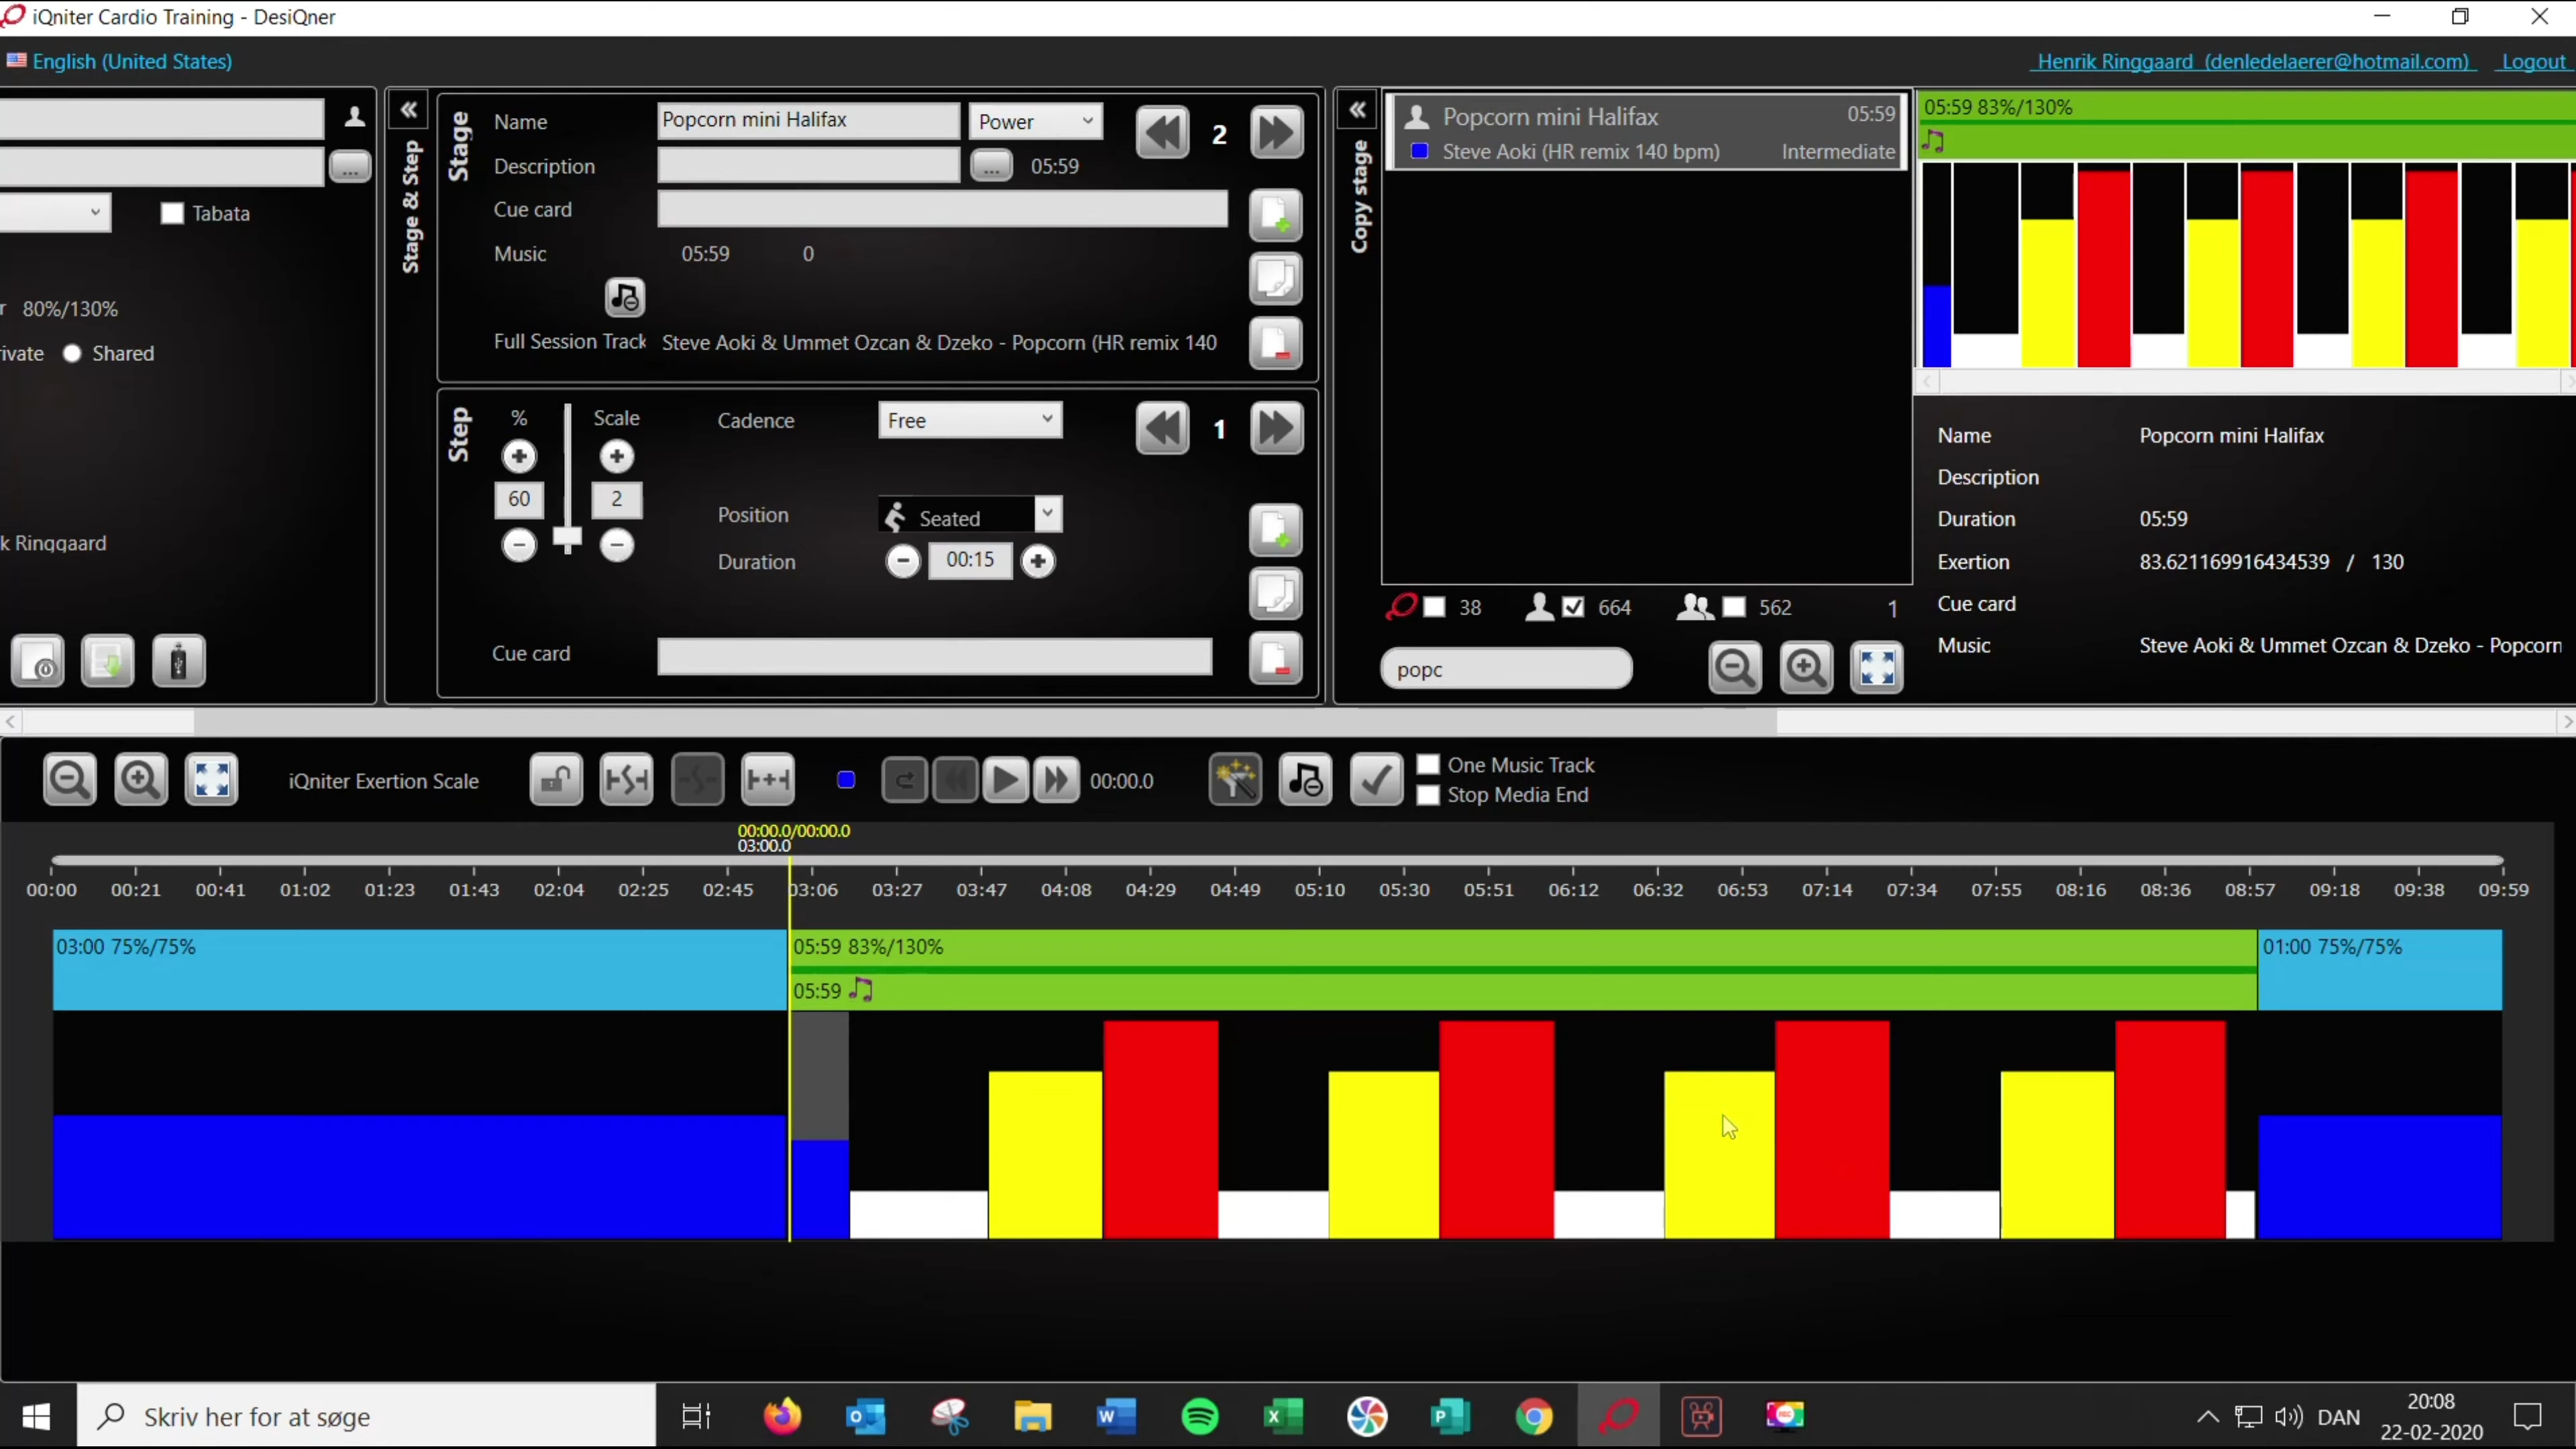 iQniter Cardio Training - DesiQner
English (United States)
Henrik Ringgaard (denledelaerer@hotmail.com)
Logout
Tabata
r 80%/130%
ivate
Shared
k Ringgaard
Stage & Step
Stage
Name
Popcorn mini Halifax
Power
2
Description
...
05:59
Cue card
Music
05:59
0
Full Session Track
Steve Aoki & Ummet Ozcan & Dzeko - Popcorn (HR remix 140
Step
%
Scale
Cadence
Free
1
60
2
Position
Seated
Duration
00:15
Cue card
Copy stage
Popcorn mini Halifax
05:59
Steve Aoki (HR remix 140 bpm)
Intermediate
38
664
562
1
popc
05:59 83%/130%
Name
Popcorn mini Halifax
Description
Duration
05:59
Exertion
83.621169916434539 / 130
Cue card
Music
Steve Aoki & Ummet Ozcan & Dzeko - Popcorn
iQniter Exertion Scale
00:00.0
One Music Track
Stop Media End
00:00.0/00:00.0
03:00.0
00:00 00:21 00:41 01:02 01:23 01:43 02:04 02:25 02:45 03:06 03:27 03:47 04:08 04:29 04:49 05:10 05:30 05:51 06:12 06:32 06:53 07:14 07:34 07:55 08:16 08:36 08:57 09:18 09:38 09:59
03:00 75%/75%
05:59 83%/130%
01:00 75%/75%
05:59
Skriv her for at søge
DAN
20:08
22-02-2020